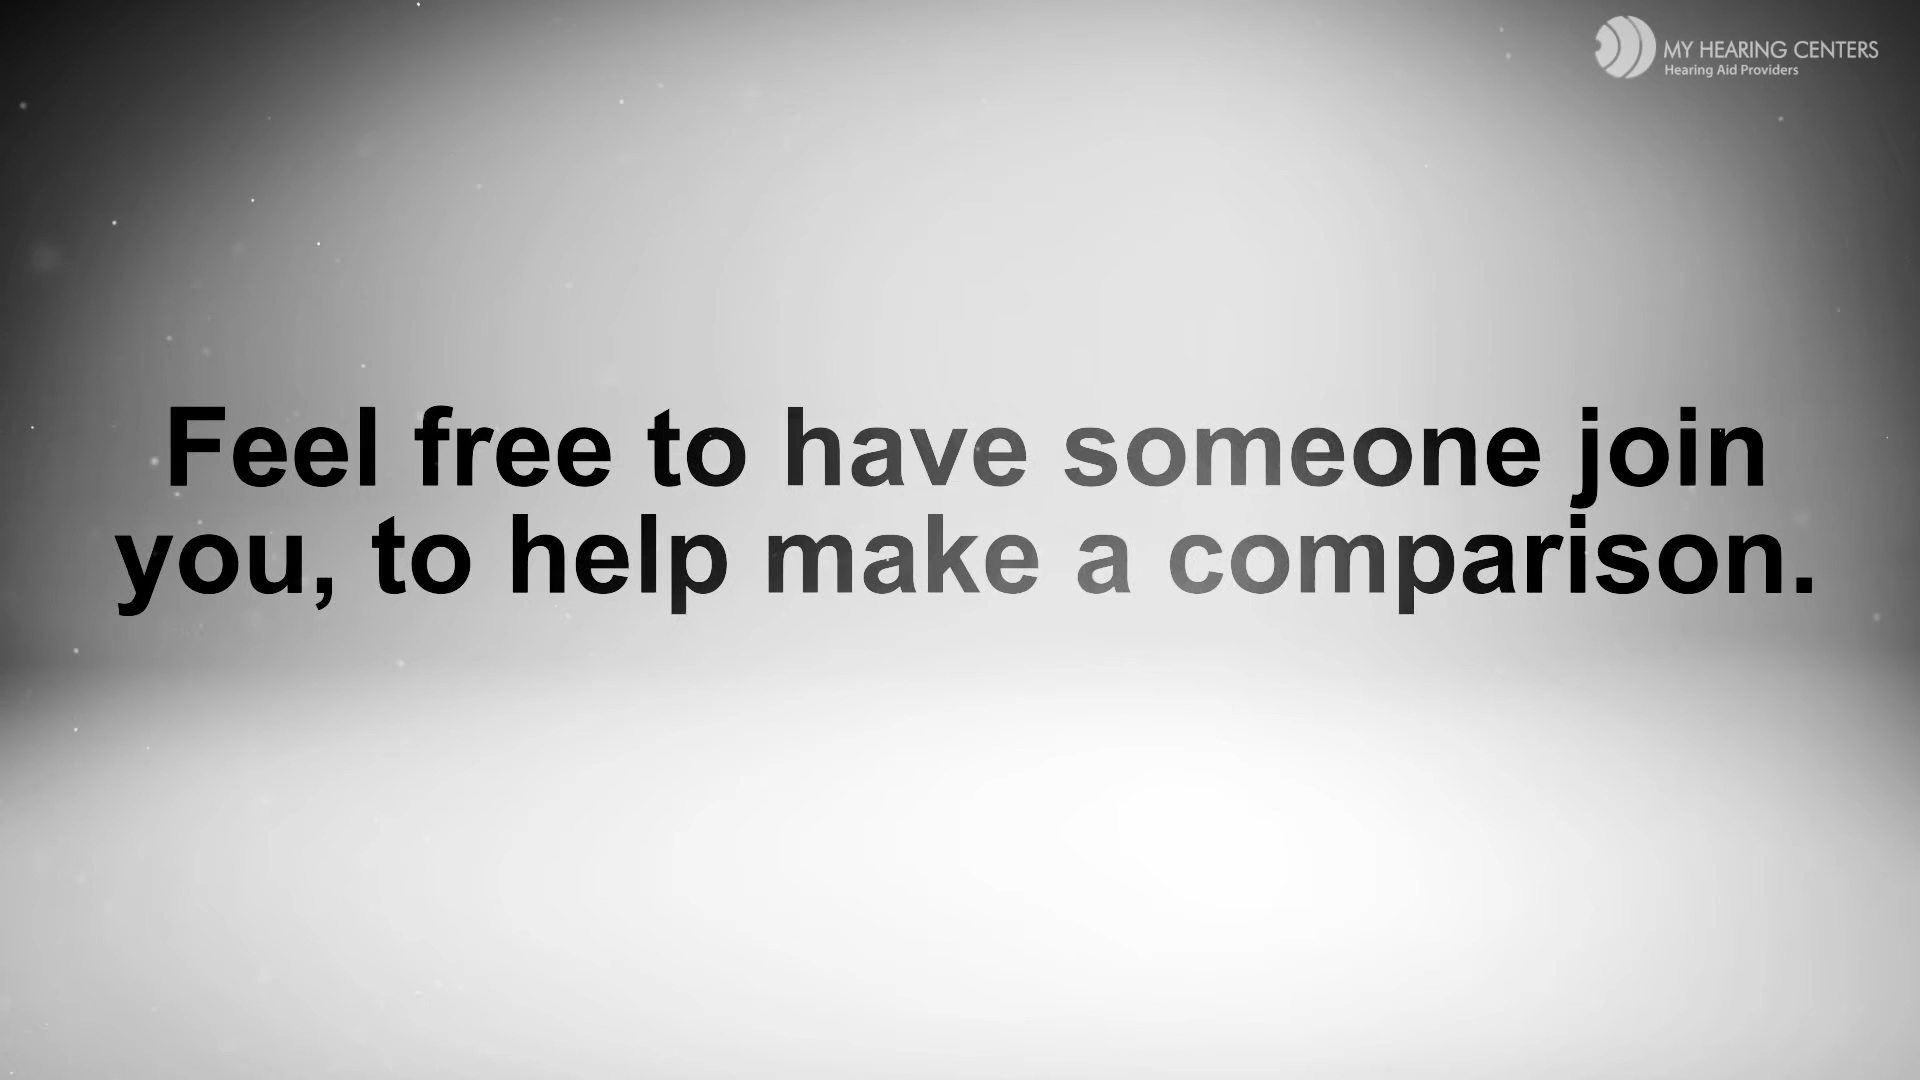 MY HEARING CENTERS
Hearing Aid Providers
Feel free to have someone join
you, to help make a comparison.